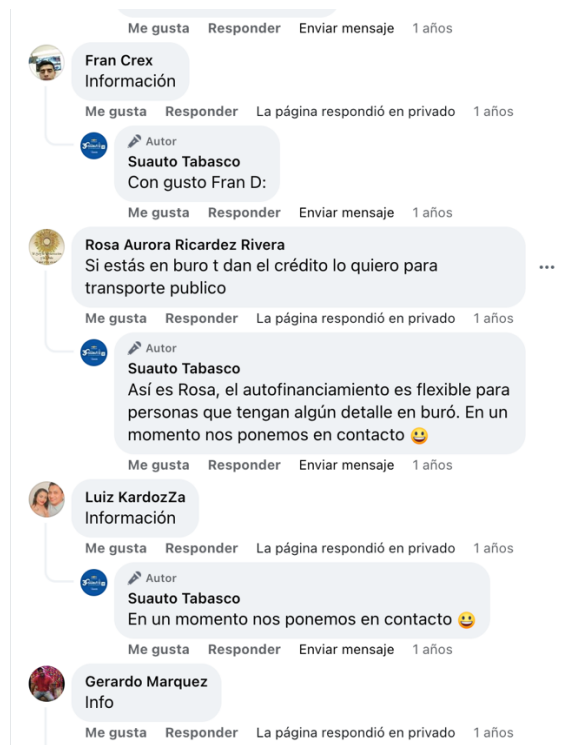 Me gusta Responder Enviar mensaje 1 años
Fran Crex
Información
Me gusta Responder La página respondió en privado 1 años
Autor
Suauto Tabasco
Con gusto Fran D:
Me gusta Responder Enviar mensaje 1 años
Rosa Aurora Ricardez Rivera
Si estás en buro t dan el crédito lo quiero para
transporte publico
Me gusta Responder La página respondió en privado 1 años
Autor
Suauto Tabasco
Así es Rosa, el autofinanciamiento es flexible para
personas que tengan algún detalle en buró. En un
momento nos ponemos en contacto 😀
Me gusta Responder Enviar mensaje 1 años
Luiz KardozZa
Información
Me gusta Responder La página respondió en privado 1 años
Autor
Suauto Tabasco
En un momento nos ponemos en contacto 😀
Me gusta Responder Enviar mensaje 1 años
Gerardo Marquez
Info
Me gusta Responder La página respondió en privado 1 años